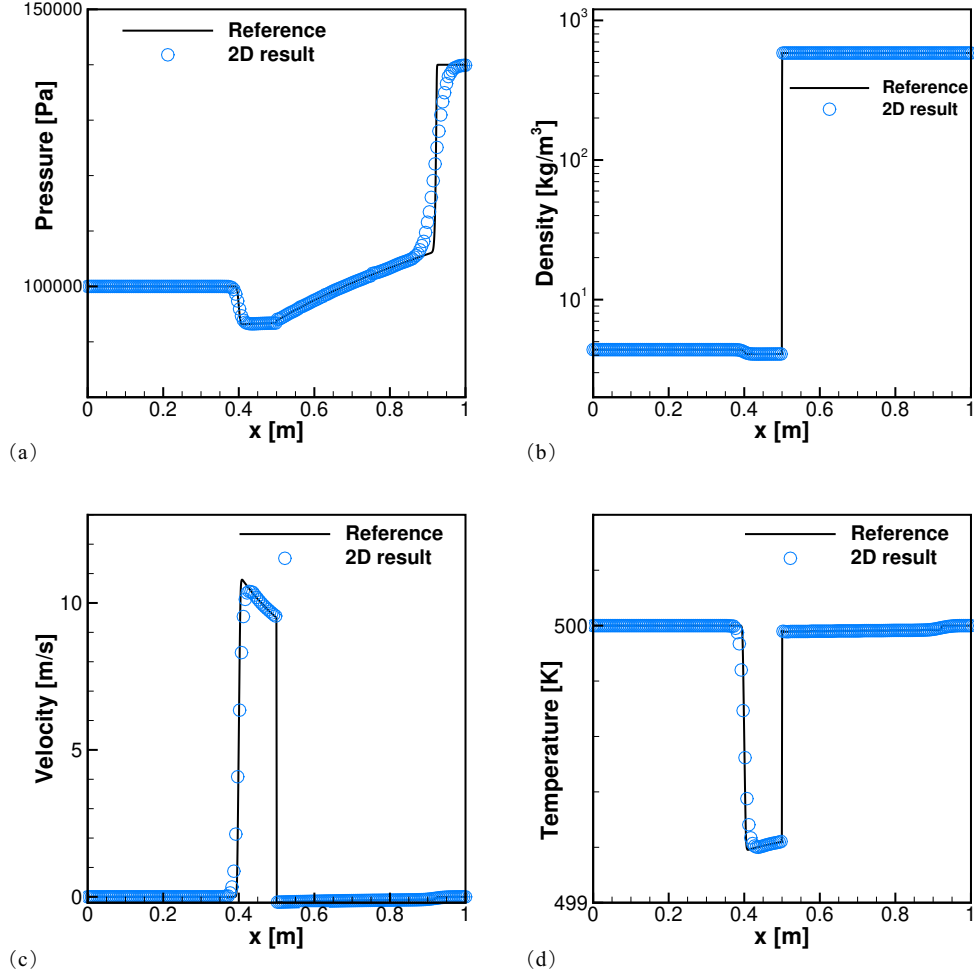 150000
Reference
2D result
Pressure [Pa]
100000
0 0.2 0.4 0.6 0.8 1
x [m]
(a)
10³
Reference
2D result
Density [kg/m³]
10²
10¹
0 0.2 0.4 0.6 0.8 1
x [m]
(b)
Reference
2D result
10
Velocity [m/s]
5
0
0 0.2 0.4 0.6 0.8 1
x [m]
(c)
Reference
2D result
500
Temperature [K]
499
0 0.2 0.4 0.6 0.8 1
x [m]
(d)